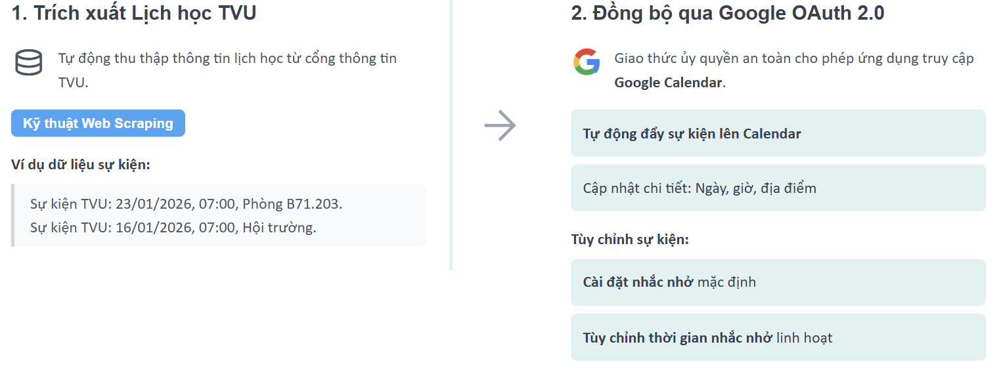 1. Trích xuất Lịch học TVU
Tự động thu thập thông tin lịch học từ cổng thông tin
TVU.
Kỹ thuật Web Scraping
Ví dụ dữ liệu sự kiện:
Sự kiện TVU: 23/01/2026, 07:00, Phòng B71.203.
Sự kiện TVU: 16/01/2026, 07:00, Hội trường.
2. Đồng bộ qua Google OAuth 2.0
Giao thức ủy quyền an toàn cho phép ứng dụng truy cập
Google Calendar.
Tự động đẩy sự kiện lên Calendar
Cập nhật chi tiết: Ngày, giờ, địa điểm
Tùy chỉnh sự kiện:
Cài đặt nhắc nhở mặc định
Tùy chỉnh thời gian nhắc nhở linh hoạt